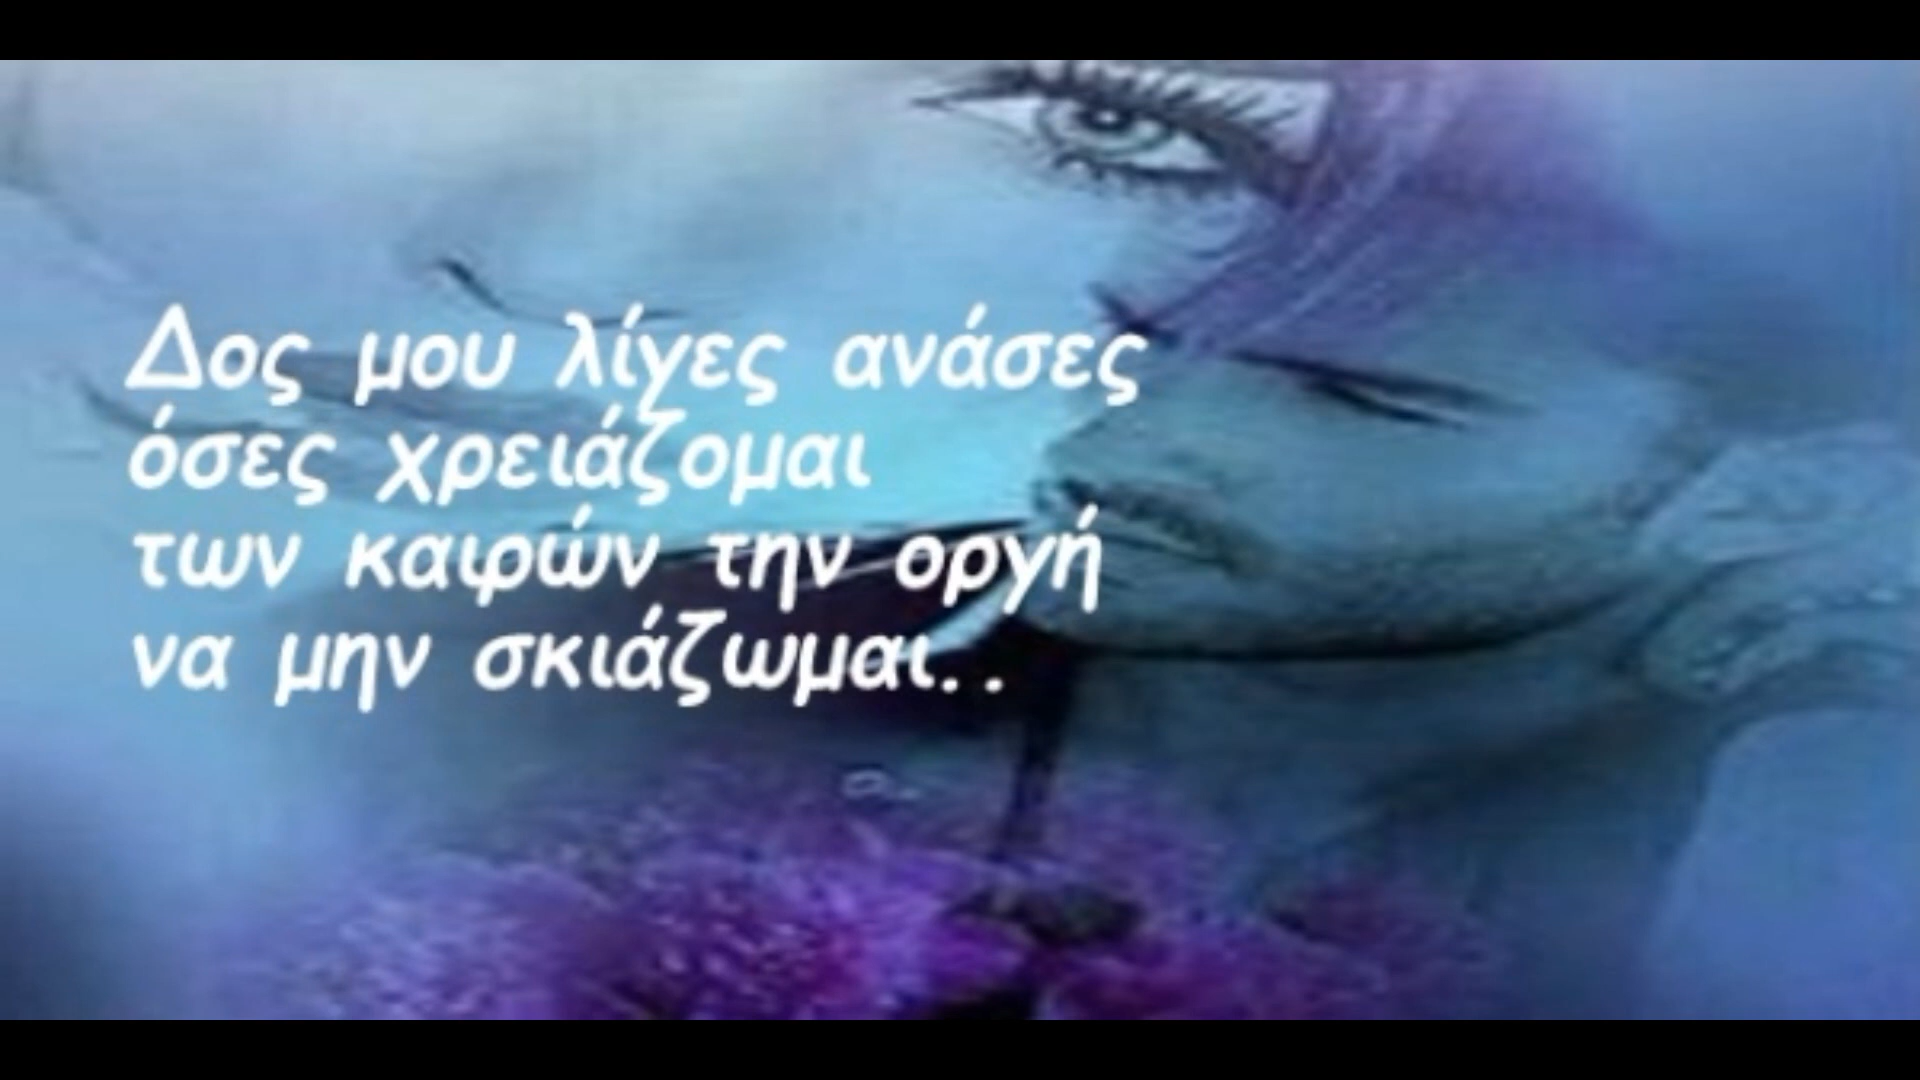 Δος μου λίγες ανάσες
όσες χρειάζομαι
των καιρών την οργή
να μην σκιάζωμαι..